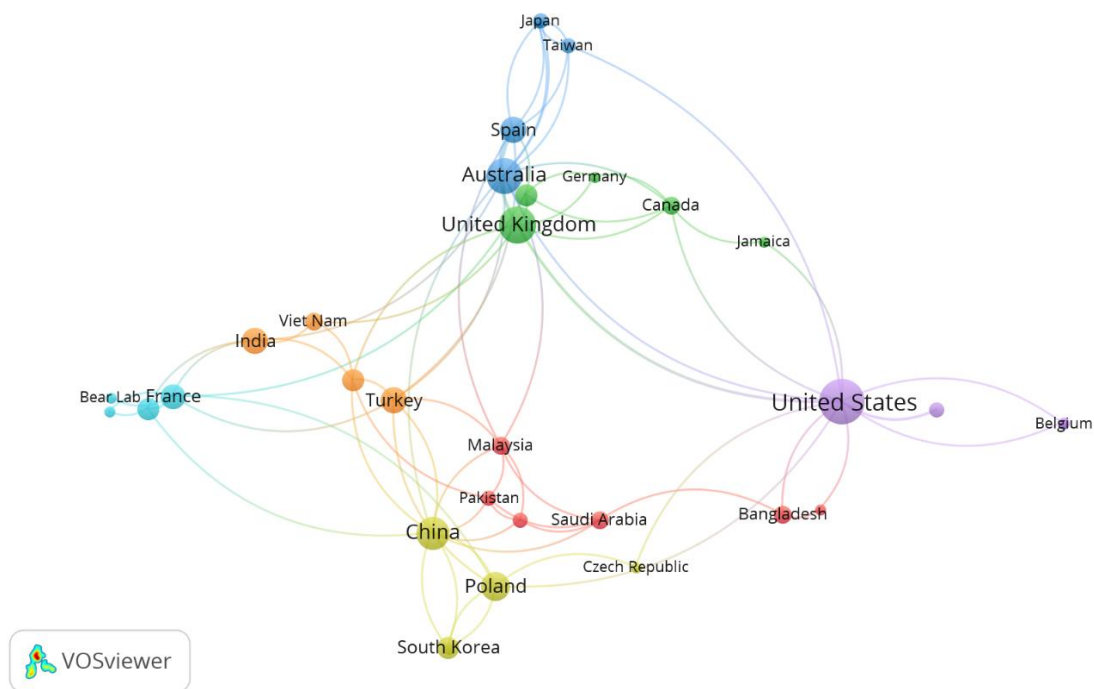 Japan
Taiwan
Spain
Australia
Germany
Canada
United Kingdom
Jamaica
Viet Nam
India
Bear Lab
France
Turkey
United States
Belgium
Malaysia
Pakistan
Saudi Arabia
Bangladesh
China
Czech Republic
Poland
South Korea
VOSviewer